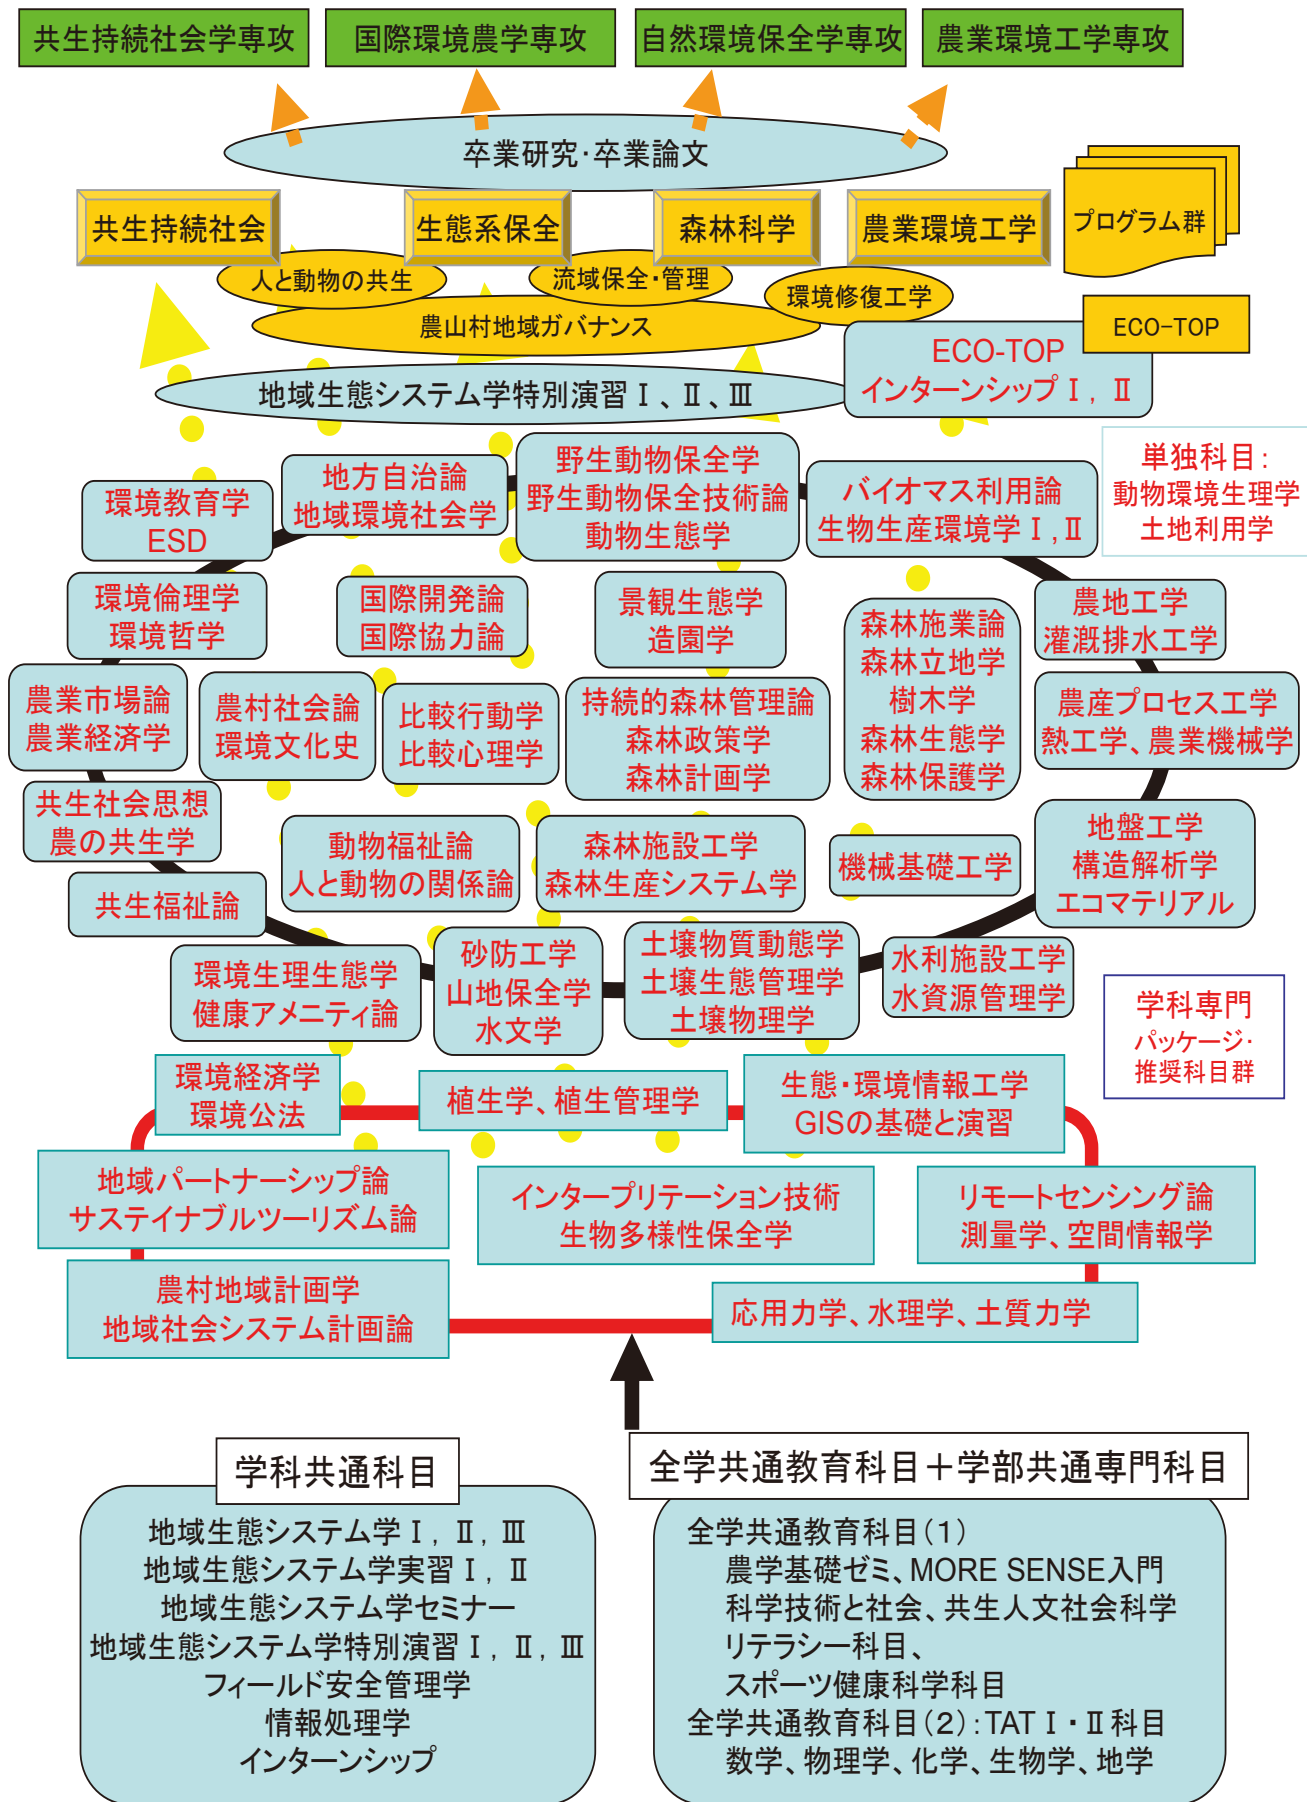 共生持続社会学専攻
国際環境農学専攻
自然環境保全学専攻
農業環境工学専攻
卒業研究・卒業論文
共生持続社会
生態系保全
森林科学
農業環境工学
プログラム群
人と動物の共生
流域保全・管理
環境修復工学
農山村地域ガバナンス
ECO-TOP
ECO-TOP
インターンシップⅠ, Ⅱ
地域生態システム学特別演習Ⅰ、Ⅱ、Ⅲ
単独科目:
動物環境生理学
土地利用学
環境教育学
ESD
地方自治論
地域環境社会学
野生動物保全学
野生動物保全技術論
動物生態学
バイオマス利用論
生物生産環境学Ⅰ,Ⅱ
環境倫理学
環境哲学
国際開発論
国際協力論
景観生態学
造園学
森林施業論
森林立地学
樹木学
森林生態学
森林保護学
農地工学
灌漑排水工学
農業市場論
農業経済学
農村社会論
環境文化史
比較行動学
比較心理学
持続的森林管理論
森林政策学
森林計画学
農産プロセス工学
熱工学、農業機械学
共生社会思想
農の共生学
動物福祉論
人と動物の関係論
森林施設工学
森林生産システム学
機械基礎工学
地盤工学
構造解析学
エコマテリアル
共生福祉論
環境生理生態学
健康アメニティ論
砂防工学
山地保全学
水文学
土壌物質動態学
土壌生態管理学
土壌物理学
水利施設工学
水資源管理学
学科専門
パッケージ・
推奨科目群
環境経済学
環境公法
植生学、植生管理学
生態・環境情報工学
GISの基礎と演習
地域パートナーシップ論
サステイナブルツーリズム論
インタープリテーション技術
生物多様性保全学
リモートセンシング論
測量学、空間情報学
農村地域計画学
地域社会システム計画論
応用力学、水理学、土質力学
学科共通科目
地域生態システム学Ⅰ, Ⅱ, Ⅲ
地域生態システム学実習Ⅰ, Ⅱ
地域生態システム学セミナー
地域生態システム学特別演習Ⅰ, Ⅱ, Ⅲ
フィールド安全管理学
情報処理学
インターンシップ
全学共通教育科目＋学部共通専門科目
全学共通教育科目(1)
農学基礎ゼミ、MORE SENSE入門
科学技術と社会、共生人文社会科学
リテラシー科目、
スポーツ健康科学科目
全学共通教育科目(2):TATⅠ・Ⅱ科目
数学、物理学、化学、生物学、地学